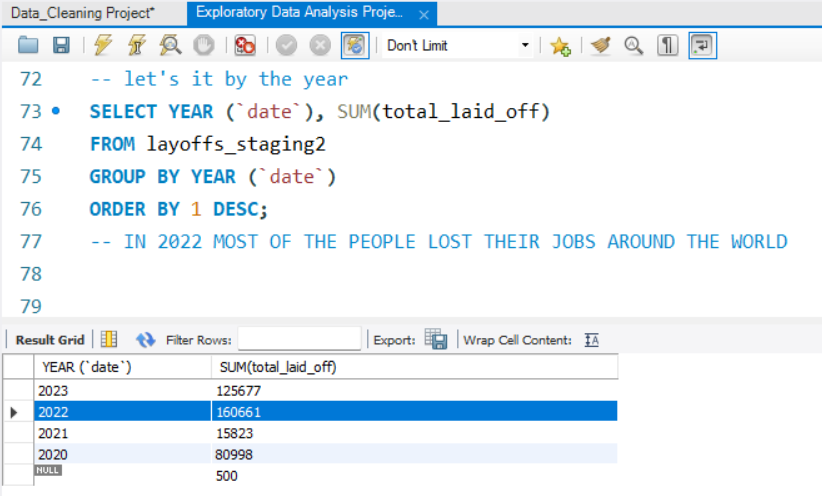 Data_Cleaning Project* Exploratory Data Analysis Proje...
Don't Limit
72 -- let's it by the year
73 SELECT YEAR (`date`), SUM(total_laid_off)
74 FROM layoffs_staging2
75 GROUP BY YEAR (`date`)
76 ORDER BY 1 DESC;
77 -- IN 2022 MOST OF THE PEOPLE LOST THEIR JOBS AROUND THE WORLD
78
79
Result Grid Filter Rows: Export: Wrap Cell Content:
YEAR (`date`) SUM(total_laid_off)
2023 125677
2022 160661
2021 15823
2020 80998
NULL 500